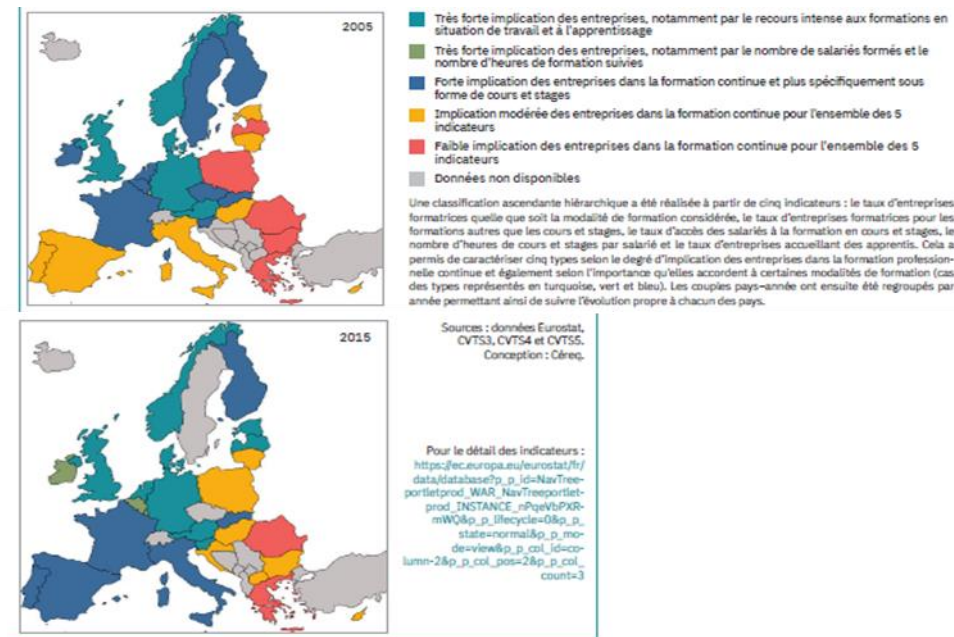 2005
Très forte implication des entreprises, notamment par le recours intense aux formations en
situation de travail et à l'apprentissage
Très forte implication des entreprises, notamment par le nombre de salariés formés et le
nombre d'heures de formation suivies
Forte implication des entreprises dans la formation continue et plus spécifiquement sous
forme de cours et stages
Implication modérée des entreprises dans la formation continue pour l'ensemble des 5
indicateurs
Faible implication des entreprises dans la formation continue pour l'ensemble des 5
indicateurs
Données non disponibles
Une classification ascendante hiérarchique a été réalisée à partir de cinq indicateurs : le taux d'entreprises
formatrices quelle que soit la modalité de formation considérée, le taux d'entreprises formatrices pour les
formations autres que les cours et stages, le taux d'accès des salariés à la formation en cours et stages, le
nombre d'heures de cours et stages par salarié et le taux d'entreprises accueillant des apprentis. Cela a
permis de caractériser cinq types selon le degré d'implication des entreprises dans la formation profession-
nelle continue et également selon l'importance qu'elles accordent à certaines modalités de formation (cas
des types représentés en turquoise, vert et bleu). Les couples pays-année ont ensuite été regroupés par
année permettant ainsi de suivre l'évolution propre à chacun des pays.
2015
Sources : données Eurostat,
CVTS3, CVTS4 et CVTS5.
Conception : Céreq.
Pour le détail des indicateurs :
https://ec.europa.eu/eurostat/fr/
data/database?p_p_id=NavTree-
portletprod_WAR_NavTreeportlet-
prod_INSTANCE_nPqeVbPXR-
mWQ&p_p_lifecycle=0&p_p_
state=normal&p_p_mo-
de=view&p_p_col_id=co-
lumn-2&p_p_col_pos=2&p_p_col_
count=3